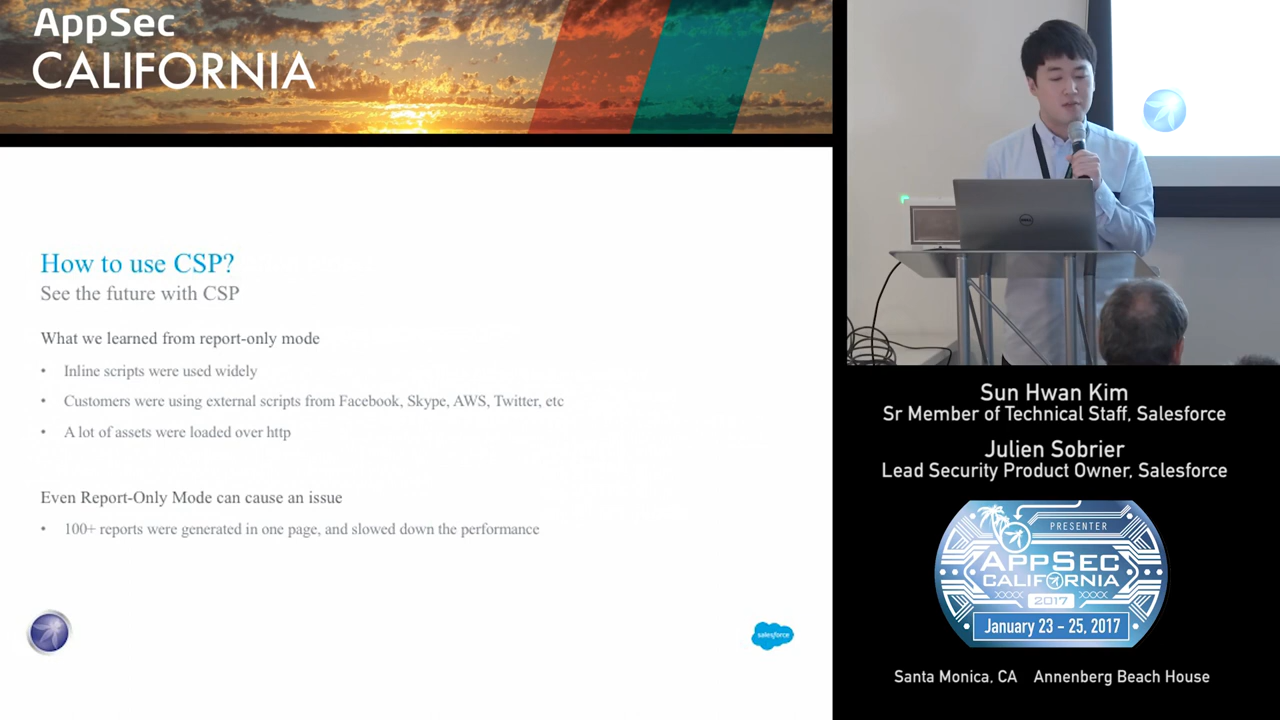 AppSec
CALIFORNIA
How to use CSP?
See the future with CSP
What we learned from report-only mode
• Inline scripts were used widely
• Customers were using external scripts from Facebook, Skype, AWS, Twitter, etc
• A lot of assets were loaded over http
Even Report-Only Mode can cause an issue
• 100+ reports were generated in one page, and slowed down the performance
salesforce
DELL
Sun Hwan Kim
Sr Member of Technical Staff, Salesforce
Julien Sobrier
Lead Security Product Owner, Salesforce
PRESENTER
APPSEC
CALIFORNIA
2017
January 23 - 25, 2017
Santa Monica, CA Annenberg Beach House